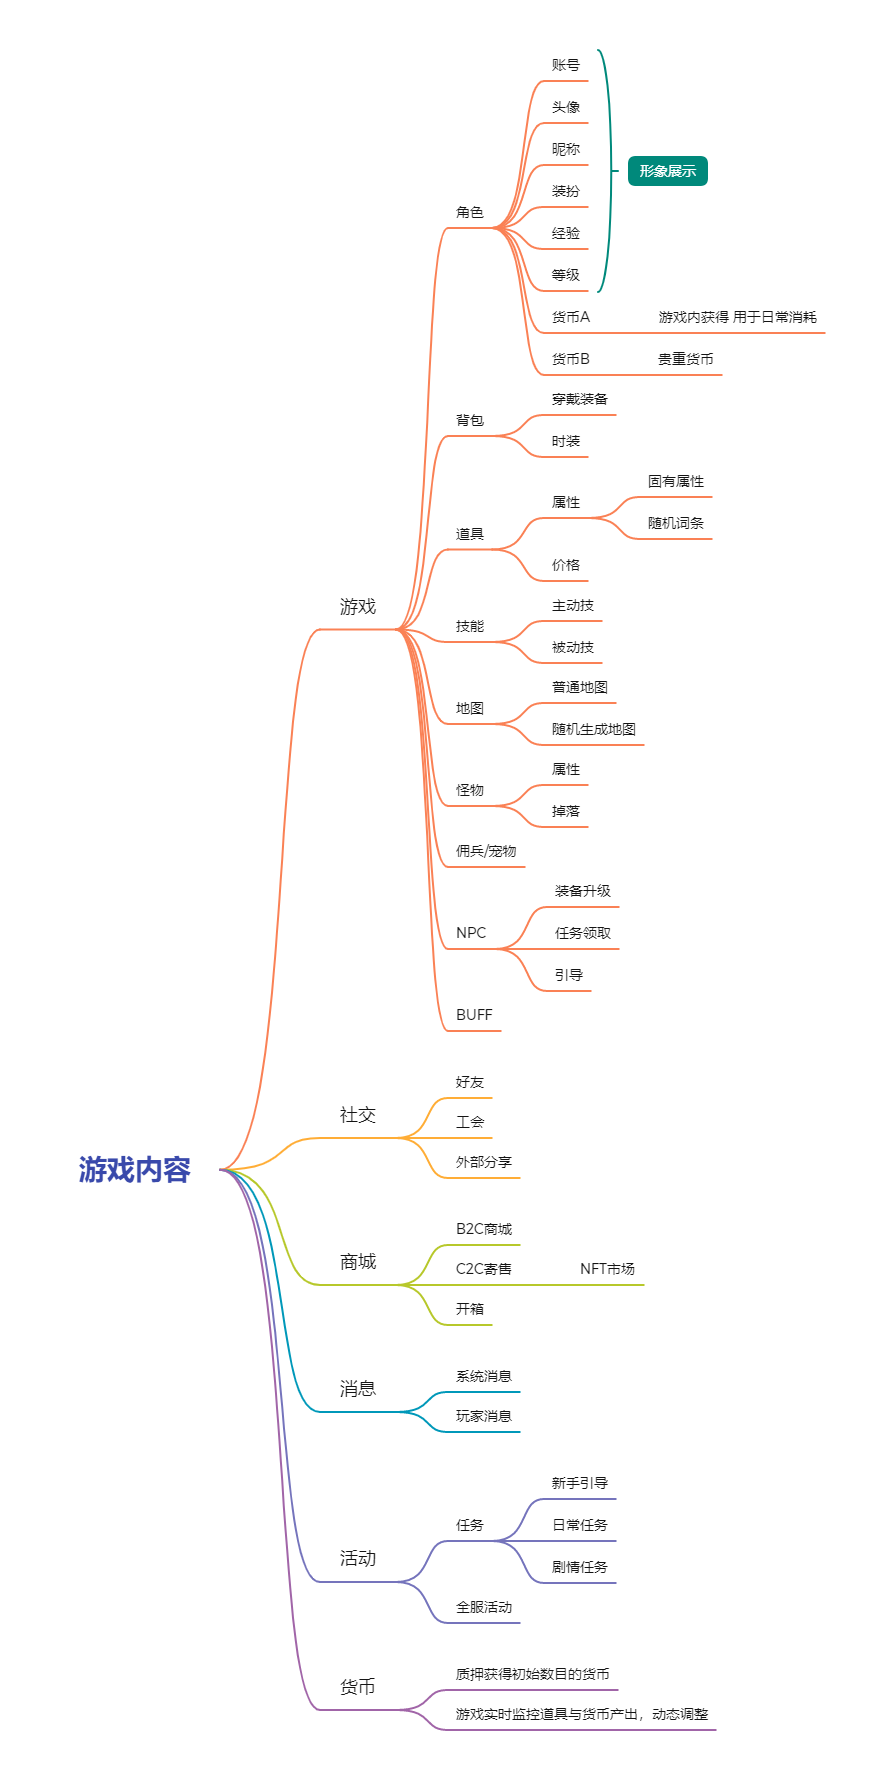 账号
头像
昵称
形象展示
装扮
角色
经验
等级
货币A 游戏内获得 用于日常消耗
货币B 贵重货币
穿戴装备
背包
时装
固有属性
属性
随机词条
道具
价格
游戏
主动技
技能
被动技
普通地图
地图
随机生成地图
属性
怪物
掉落
佣兵/宠物
装备升级
NPC 任务领取
引导
BUFF
好友
社交
工会
外部分享
游戏内容
B2C商城
商城
C2C寄售 NFT市场
开箱
系统消息
消息
玩家消息
新手引导
任务 日常任务
活动
剧情任务
全服活动
质押获得初始数目的货币
货币
游戏实时监控道具与货币产出，动态调整